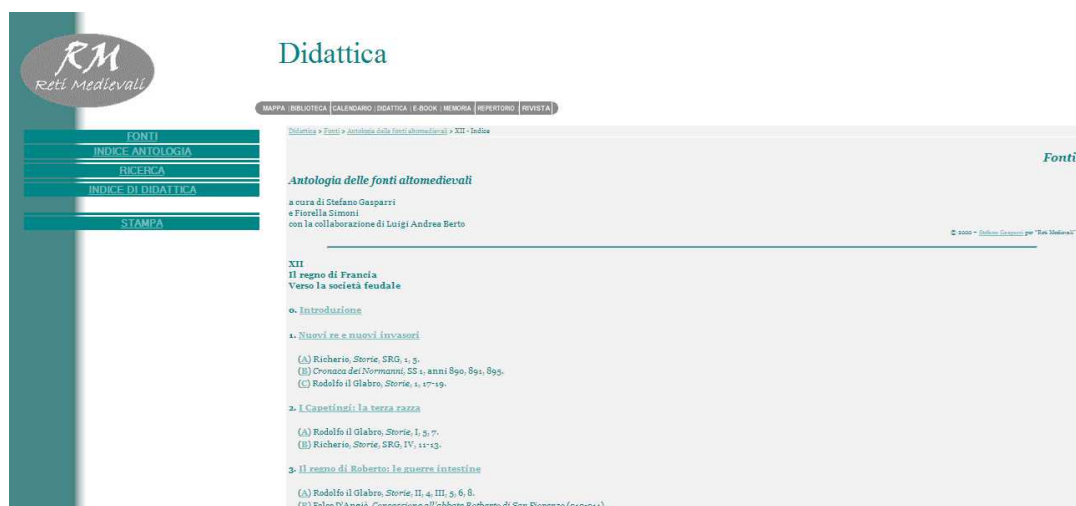 RM
Reti Medievali
Didattica
MAPPA | BIBLIOTECA | CALENDARIO | DIDATTICA | E-BOOK | MEMORIA | REPERTORIO | RIVISTA
FONTI
INDICE ANTOLOGIA
RICERCA
INDICE DI DIDATTICA
STAMPA
Didattica > Fonti > Antologia delle fonti altomedievali > XII - Indice
Fonti
Antologia delle fonti altomedievali
a cura di Stefano Gasparri
e Fiorella Simoni
con la collaborazione di Luigi Andrea Berto
© 2000 - Stefano Gasparri per "Reti Medievali"
XII
Il regno di Francia
Verso la società feudale
0. Introduzione
1. Nuovi re e nuovi invasori
(A) Richerio, Storie, SRG, 1, 5.
(B) Cronaca dei Normanni, SS 1, anni 890, 891, 895.
(C) Rodolfo il Glabro, Storie, 1, 17-19.
2. I Capetingi: la terza razza
(A) Rodolfo il Glabro, Storie, I, 5, 7.
(B) Richerio, Storie, SRG, IV, 11-13.
3. Il regno di Roberto: le guerre intestine
(A) Rodolfo il Glabro, Storie, II, 4, III, 5, 6, 8.